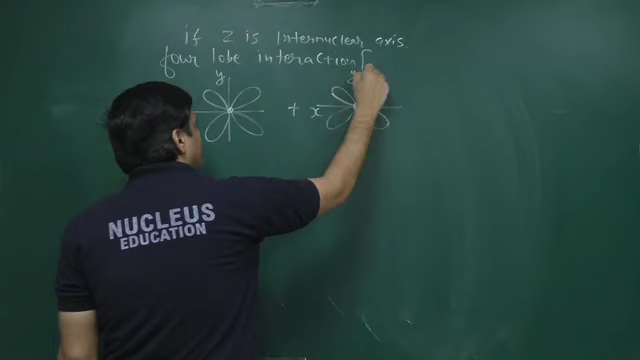 if z is Internuclear axis
four lobe interaction [
y
+ x
NUCLEUS
EDUCATION